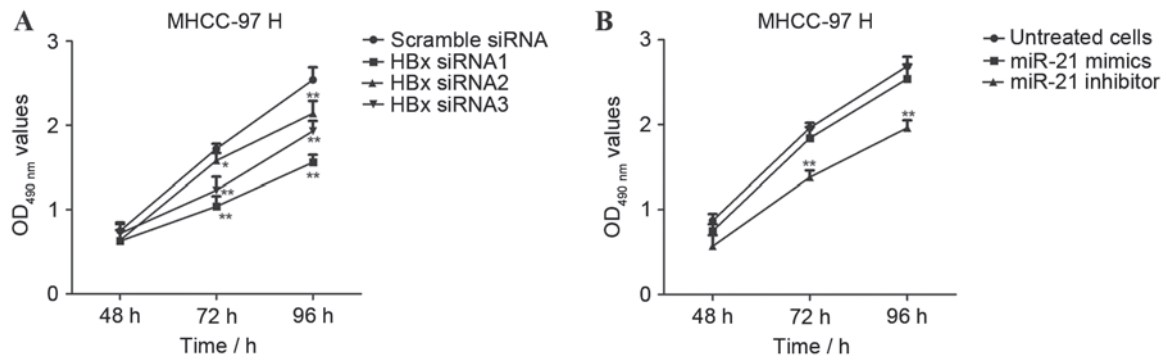 A
MHCC-97 H
OD490 nm values
3
2
1
0
**
*
**
**
**
**
48 h
72 h
96 h
Time / h
Scramble siRNA
HBx siRNA1
HBx siRNA2
HBx siRNA3
B
MHCC-97 H
OD490 nm values
3
2
1
0
**
**
48 h
72 h
96 h
Time / h
Untreated cells
miR-21 mimics
miR-21 inhibitor